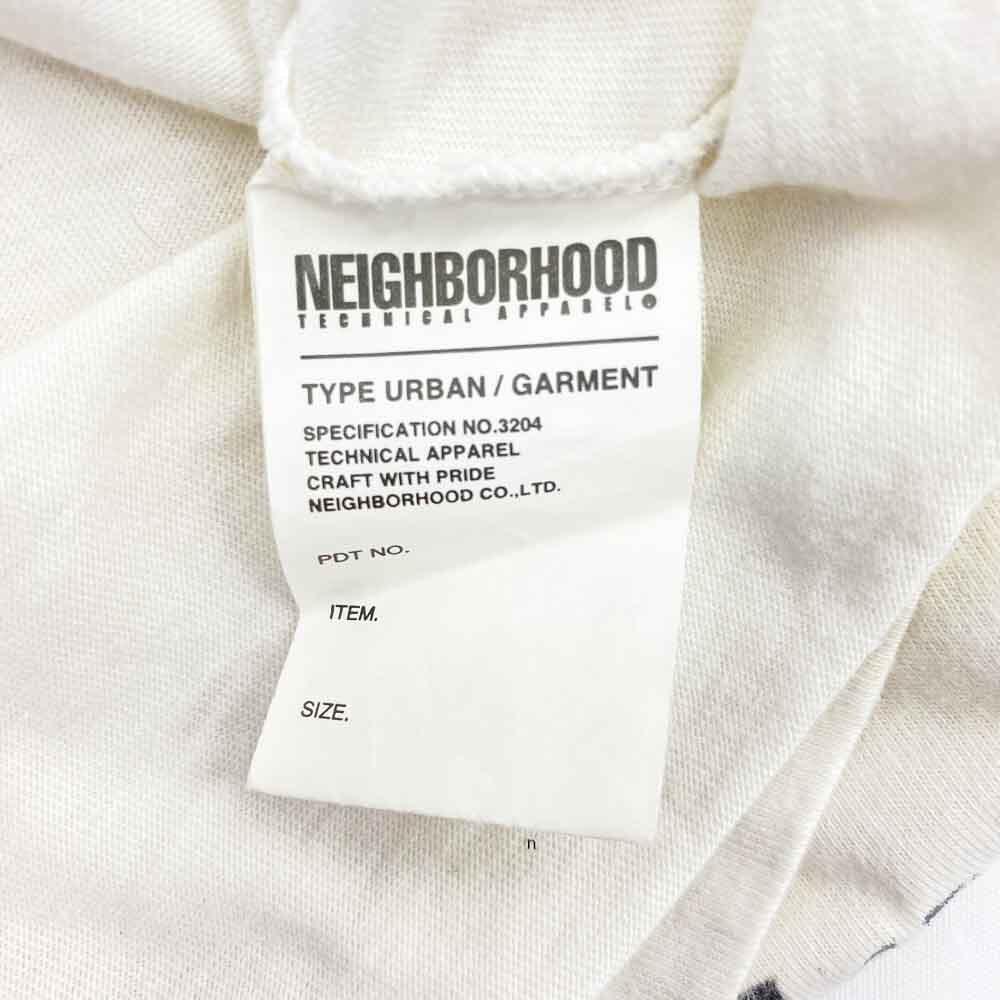 NEIGHBORHOOD
TECHNICAL APPAREL
TYPE URBAN / GARMENT
SPECIFICATION NO.3204
TECHNICAL APPAREL
CRAFT WITH PRIDE
NEIGHBORHOOD CO.,LTD.
PDT NO.
ITEM.
SIZE.
n